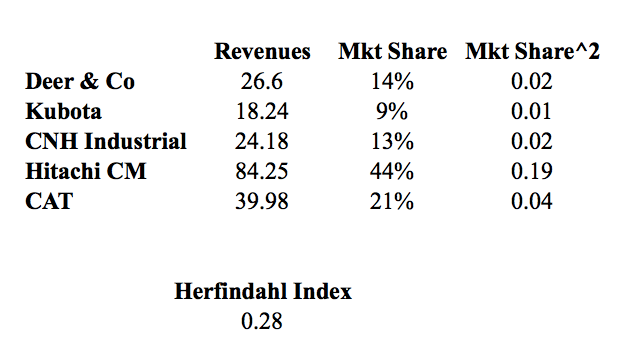 Revenues Mkt Share Mkt Share^2
Deer & Co 26.6 14% 0.02
Kubota 18.24 9% 0.01
CNH Industrial 24.18 13% 0.02
Hitachi CM 84.25 44% 0.19
CAT 39.98 21% 0.04
Herfindahl Index
0.28